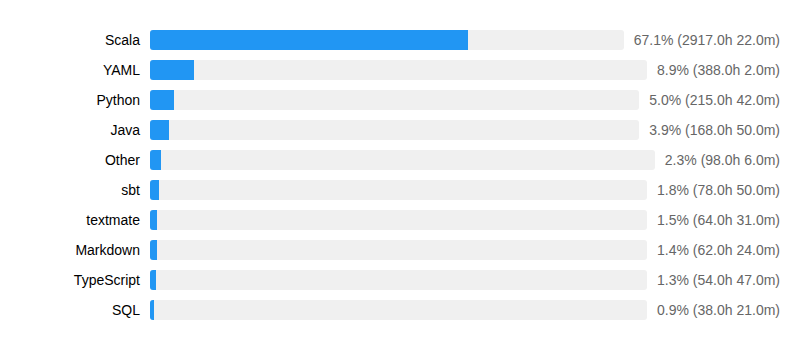 Scala 67.1% (2917.0h 22.0m)
YAML 8.9% (388.0h 2.0m)
Python 5.0% (215.0h 42.0m)
Java 3.9% (168.0h 50.0m)
Other 2.3% (98.0h 6.0m)
sbt 1.8% (78.0h 50.0m)
textmate 1.5% (64.0h 31.0m)
Markdown 1.4% (62.0h 24.0m)
TypeScript 1.3% (54.0h 47.0m)
SQL 0.9% (38.0h 21.0m)